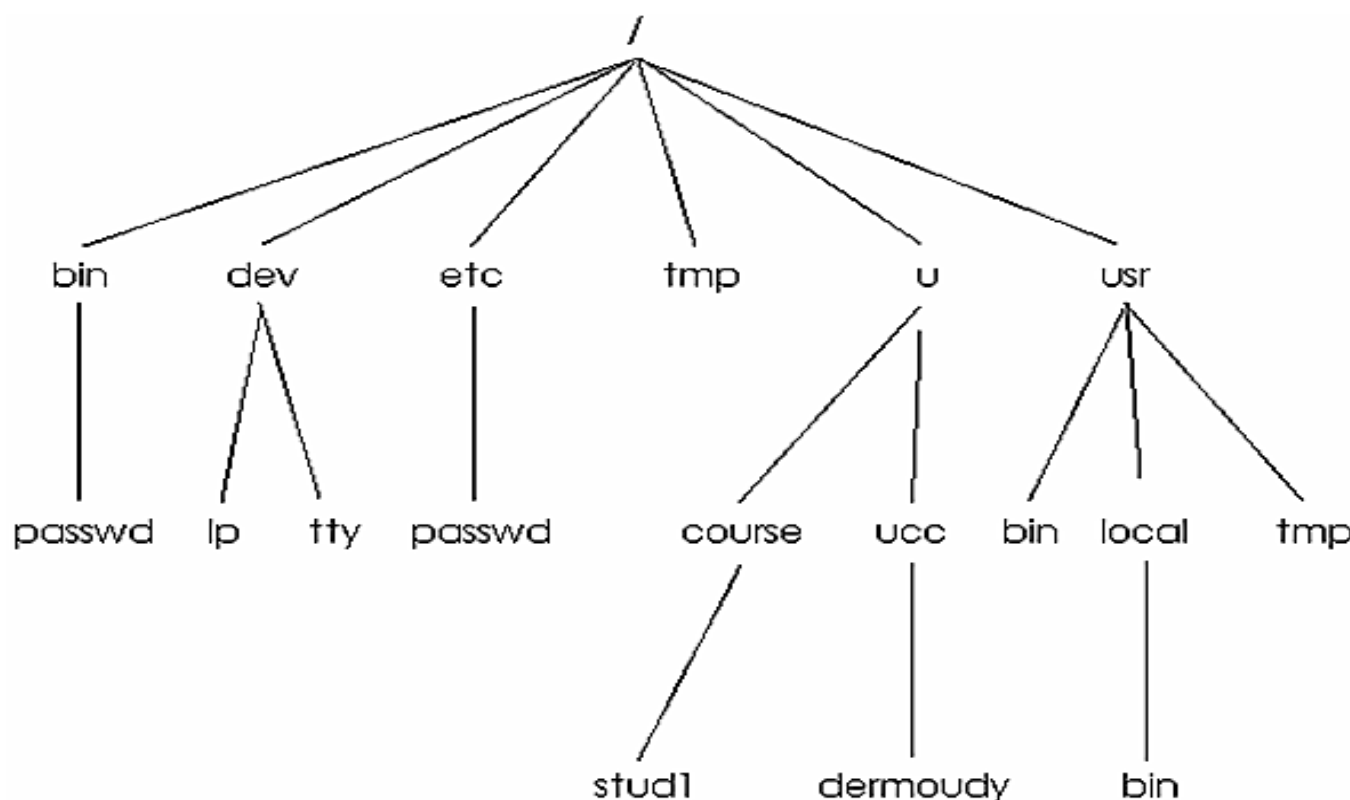 /
bin dev etc tmp u usr
passwd lp tty passwd course ucc bin local tmp
stud1 dermoudy bin